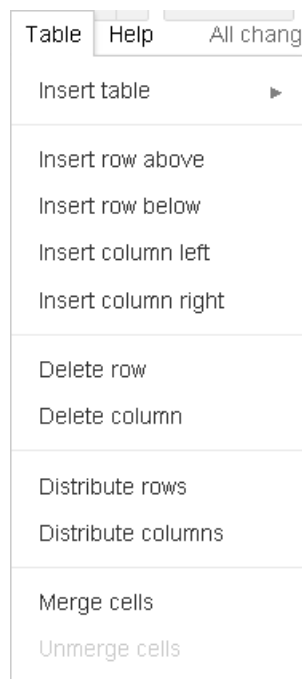 Table Help All chang
Insert table
Insert row above
Insert row below
Insert column left
Insert column right
Delete row
Delete column
Distribute rows
Distribute columns
Merge cells
Unmerge cells